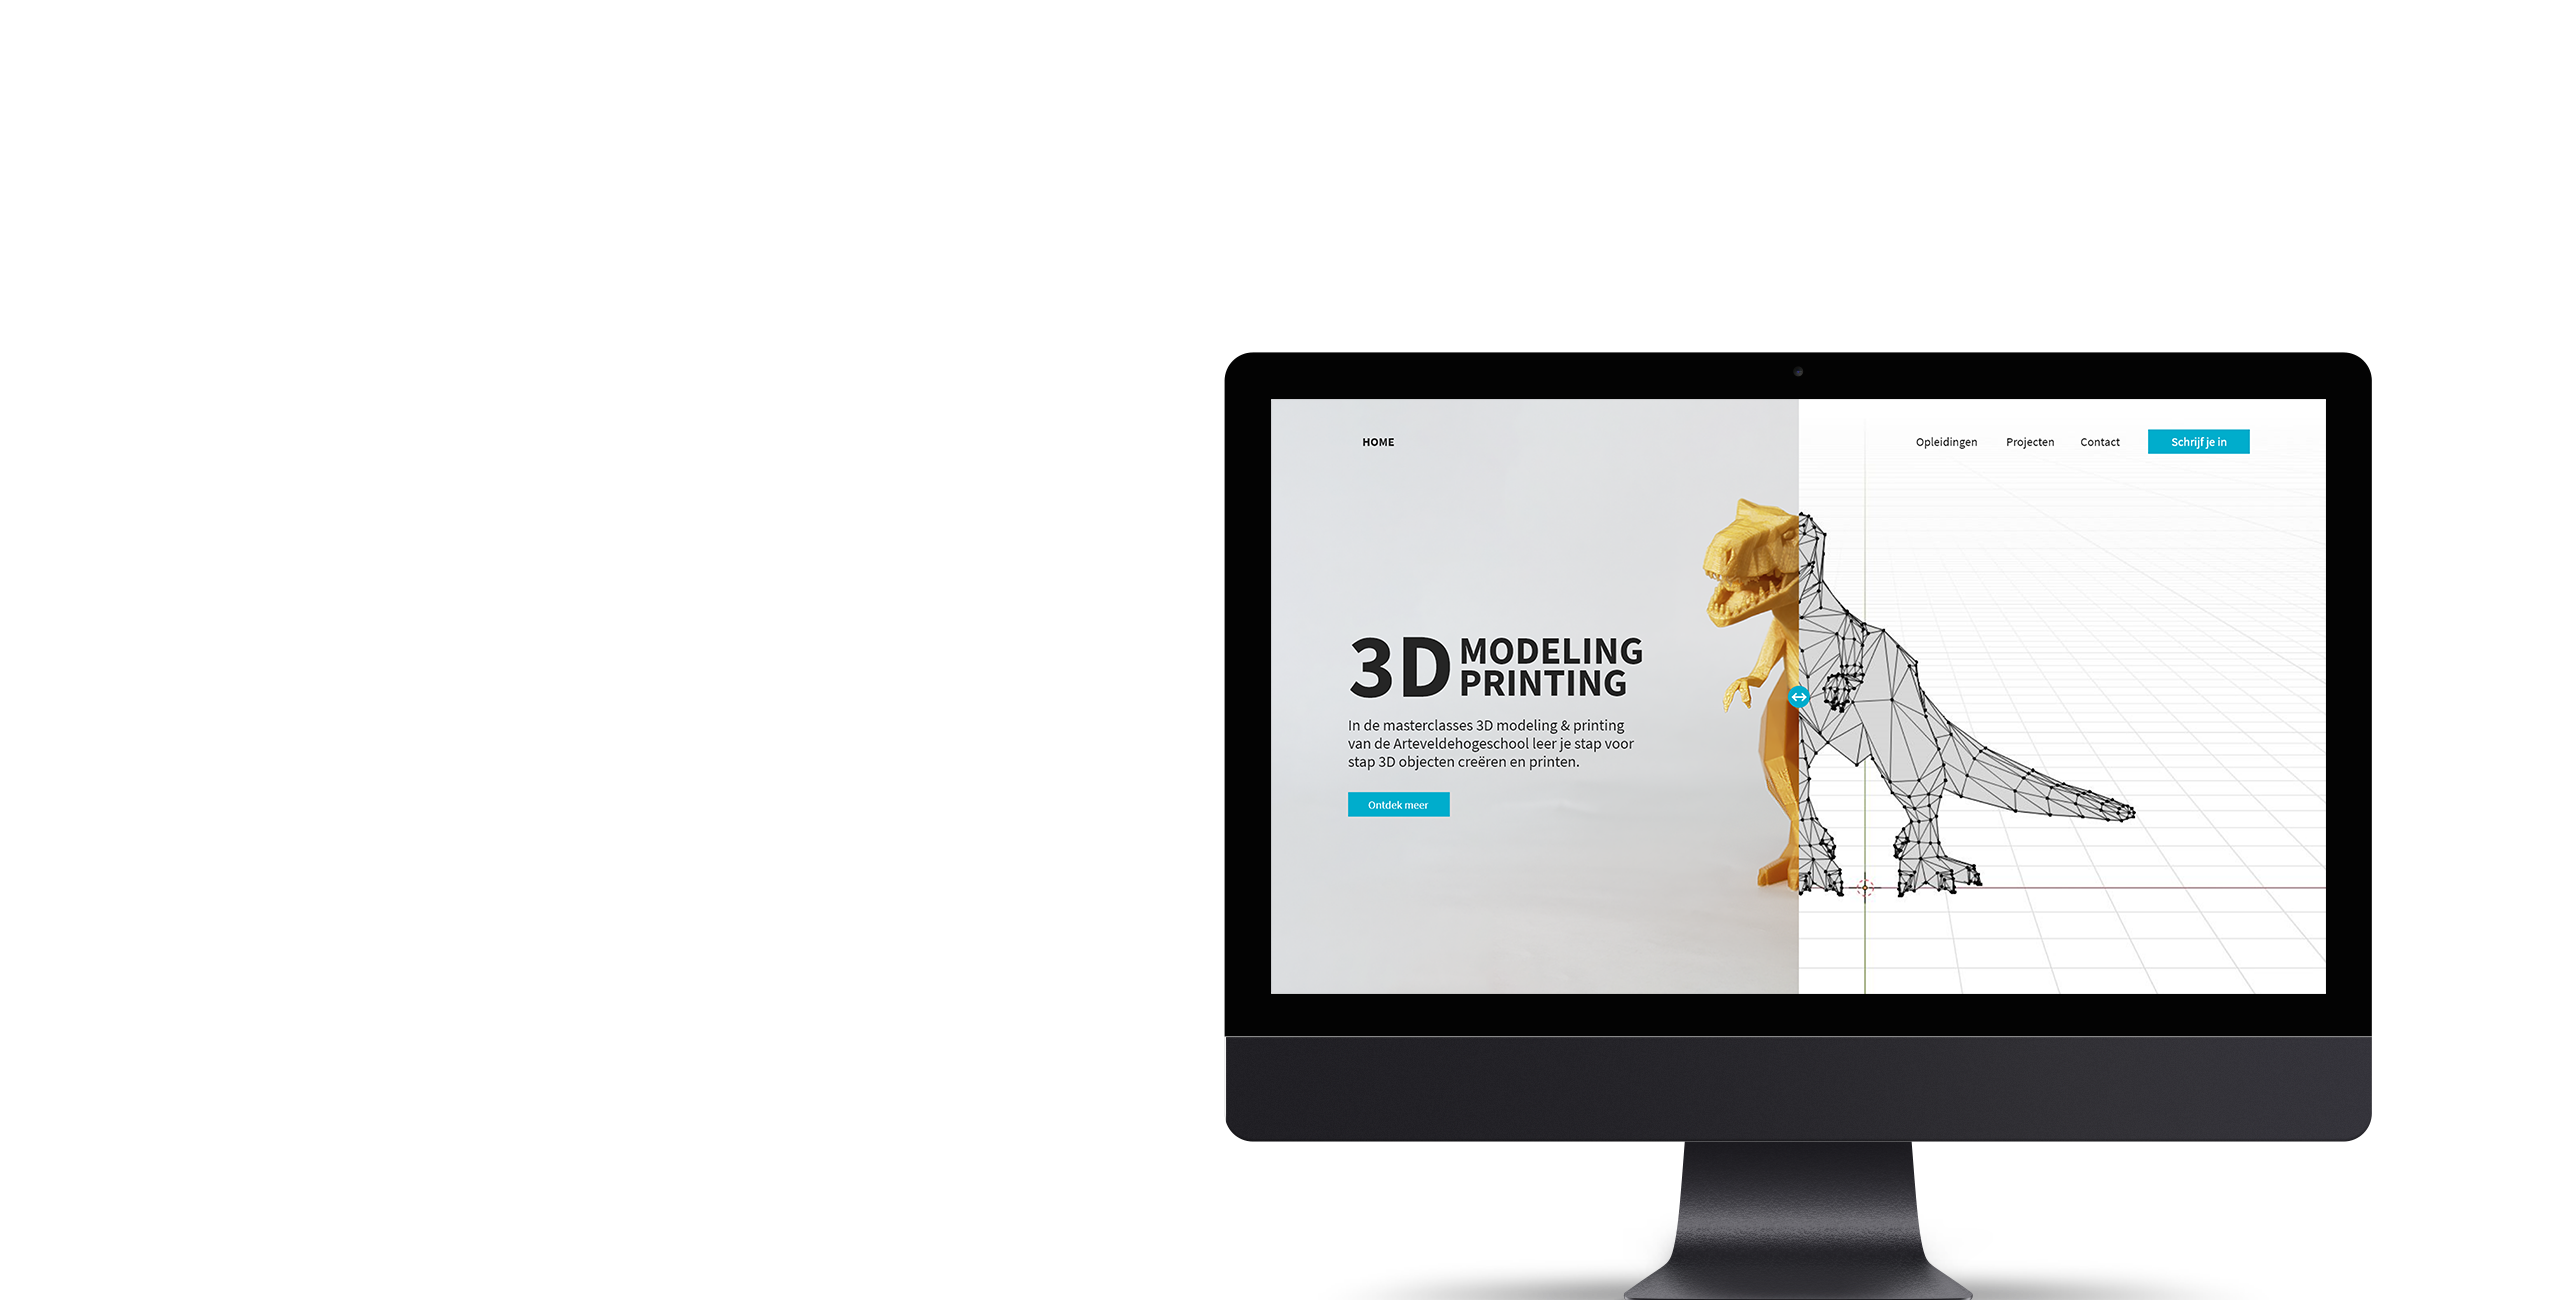 HOME
Opleidingen
Projecten
Contact
Schrijf je in
3D MODELING
PRINTING
In de masterclasses 3D modeling & printing
van de Arteveldehogeschool leer je stap voor
stap 3D objecten creëren en printen.
Ontdek meer